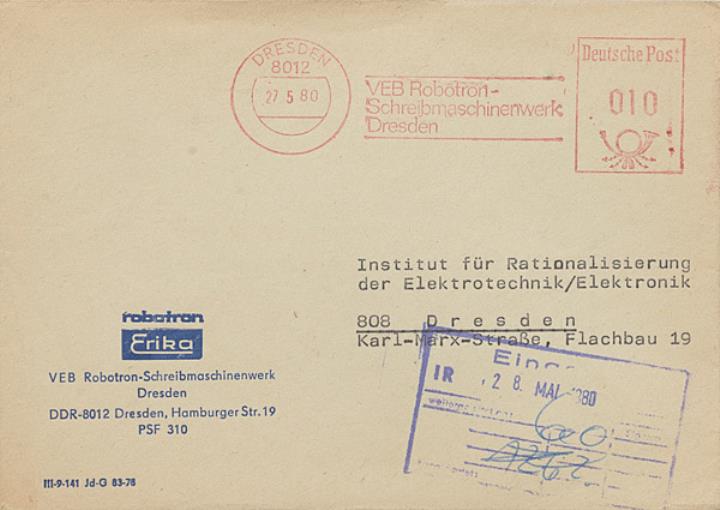 DRESDEN
8012
27 5 80
VEB Robotron-
Schreibmaschinenwerk
Dresden
Deutsche Post
010
Institut für Rationalisierung
der Elektrotechnik/Elektronik
808 Dresden
Karl-Marx-Straße, Flachbau 19
robotron
Erika
VEB Robotron-Schreibmaschinenwerk
Dresden
DDR-8012 Dresden, Hamburger Str. 19
PSF 310
III-9-141 Jd-G 83-78
IR 28. MAI 1980